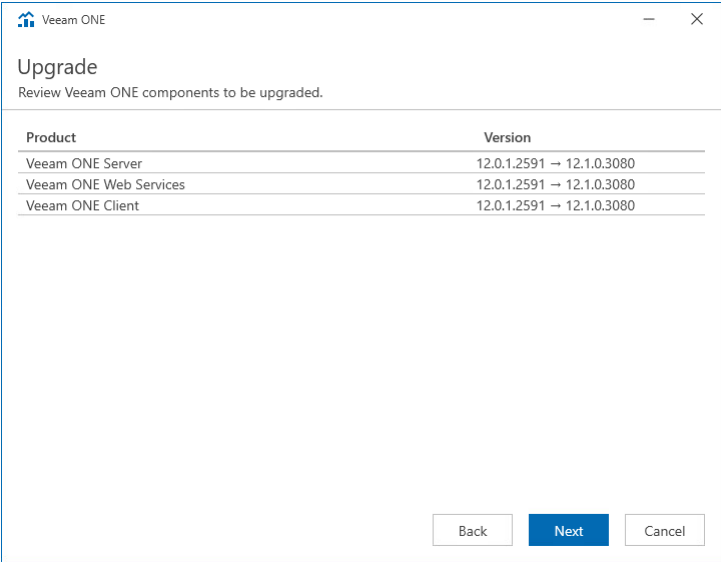 Veeam ONE
Upgrade
Review Veeam ONE components to be upgraded.
Product Version
Veeam ONE Server 12.0.1.2591 → 12.1.0.3080
Veeam ONE Web Services 12.0.1.2591 → 12.1.0.3080
Veeam ONE Client 12.0.1.2591 → 12.1.0.3080
Back Next Cancel